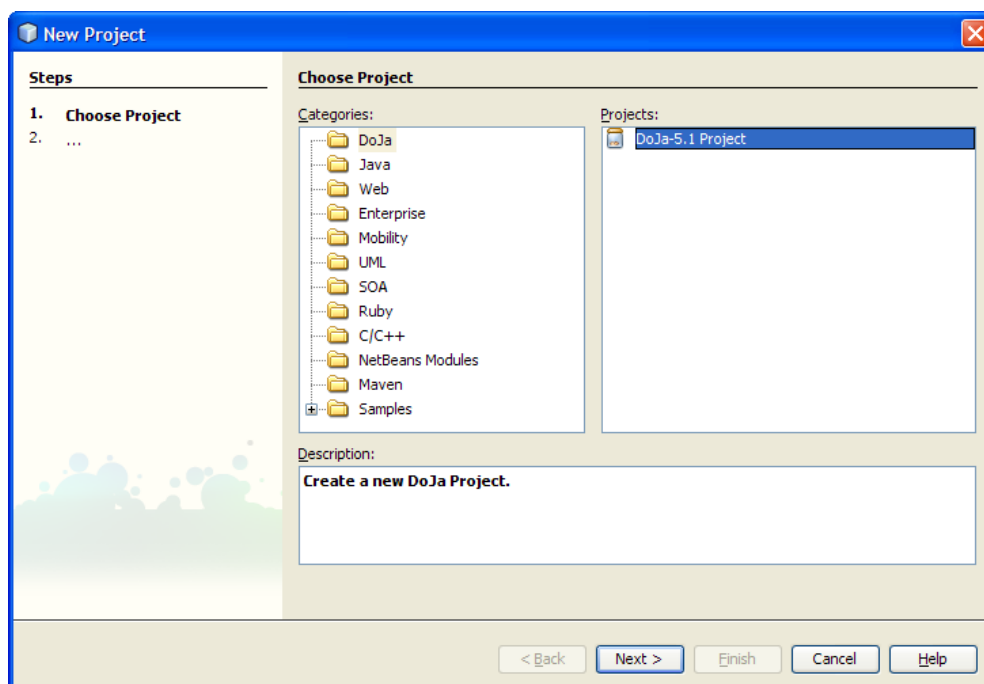 New Project
Steps
1. Choose Project
2. ...
Choose Project
Categories:
DoJa
Java
Web
Enterprise
Mobility
UML
SOA
Ruby
C/C++
NetBeans Modules
Maven
Samples
Projects:
DoJa-5.1 Project
Description:
Create a new DoJa Project.
< Back
Next >
Finish
Cancel
Help